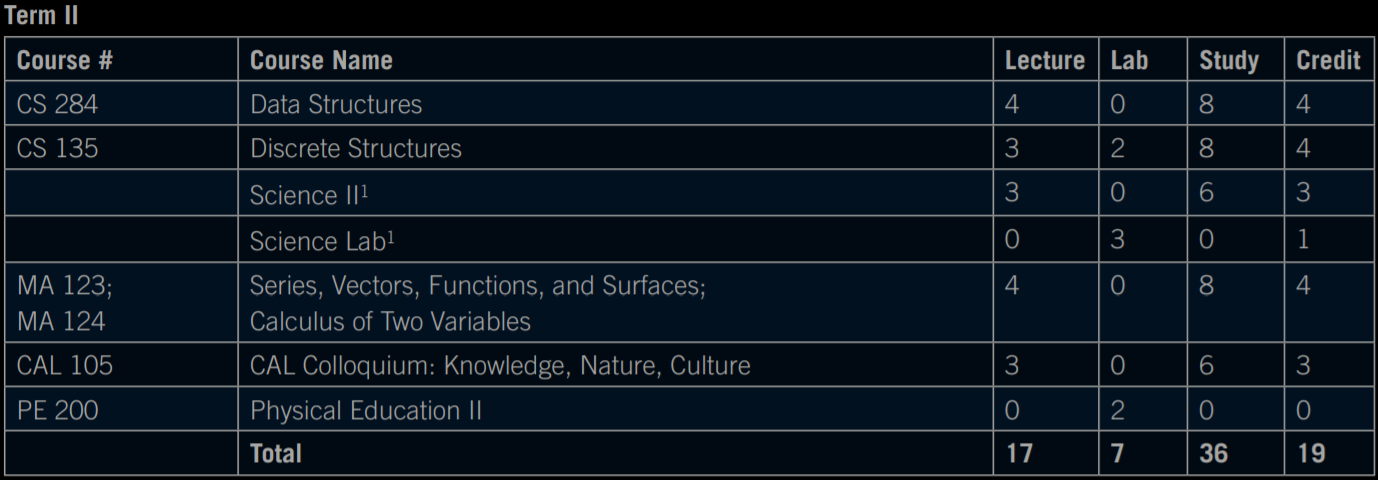 Term II
Course # Course Name Lecture Lab Study Credit
CS 284 Data Structures 4 0 8 4
CS 135 Discrete Structures 3 2 8 4
Science II¹ 3 0 6 3
Science Lab¹ 0 3 0 1
MA 123; Series, Vectors, Functions, and Surfaces; 4 0 8 4
MA 124 Calculus of Two Variables
CAL 105 CAL Colloquium: Knowledge, Nature, Culture 3 0 6 3
PE 200 Physical Education II 0 2 0 0
Total 17 7 36 19